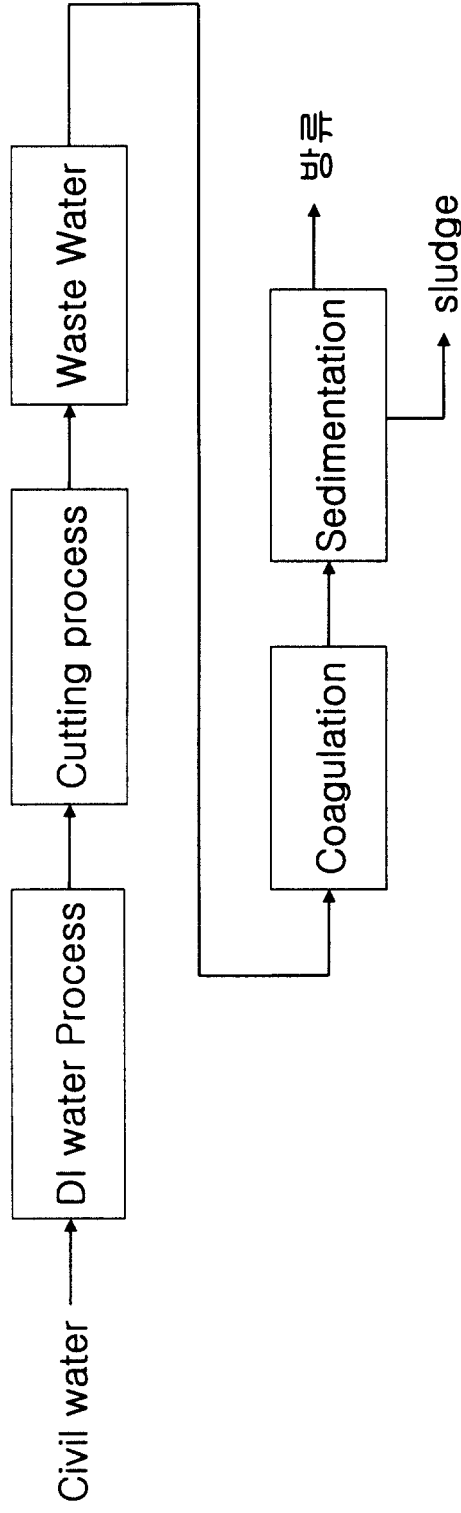 Civil water
DI water Process
Cutting process
Waste Water
Coagulation
Sedimentation
방류
sludge